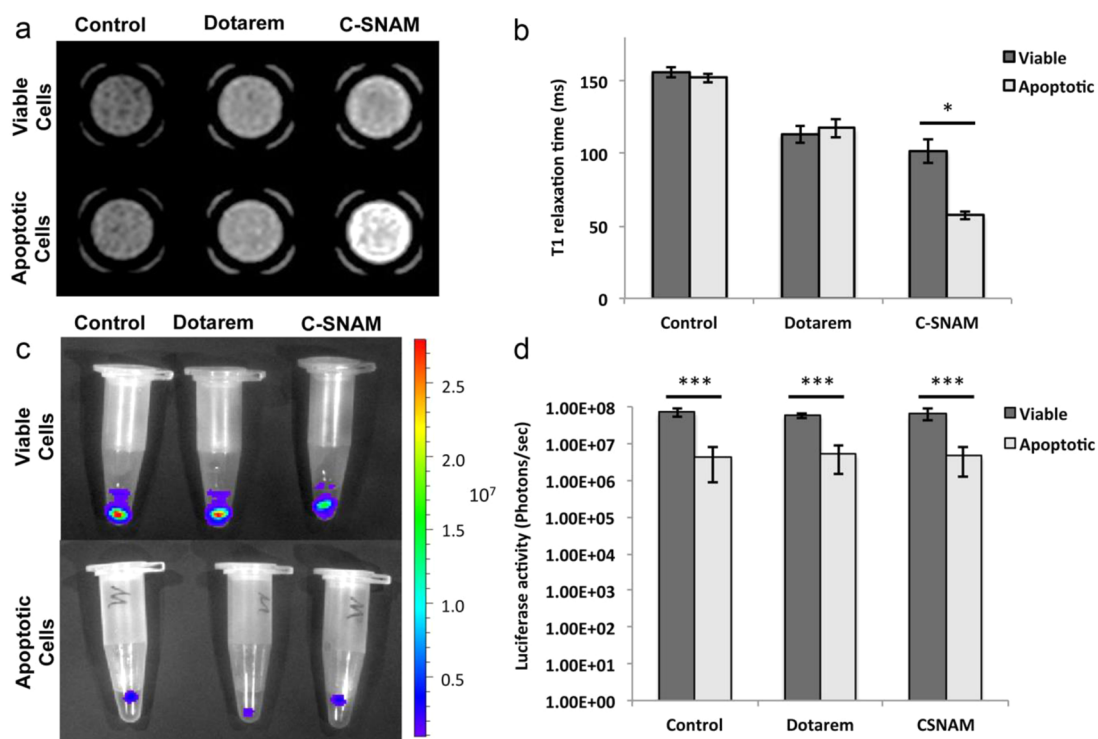 a
Control Dotarem C-SNAM
Viable
Cells
Apoptotic
Cells
b
T1 relaxation time (ms)
150
100
50
0
Viable
Apoptotic
*
Control Dotarem C-SNAM
c
Control Dotarem C-SNAM
Viable
Cells
Apoptotic
Cells
2.5
2.0
10⁷
1.5
1.0
0.5
M
d
Luciferase activity (Photons/sec)
1.00E+08
1.00E+07
1.00E+06
1.00E+05
1.00E+04
1.00E+03
1.00E+02
1.00E+01
1.00E+00
*** *** ***
Viable
Apoptotic
Control Dotarem CSNAM